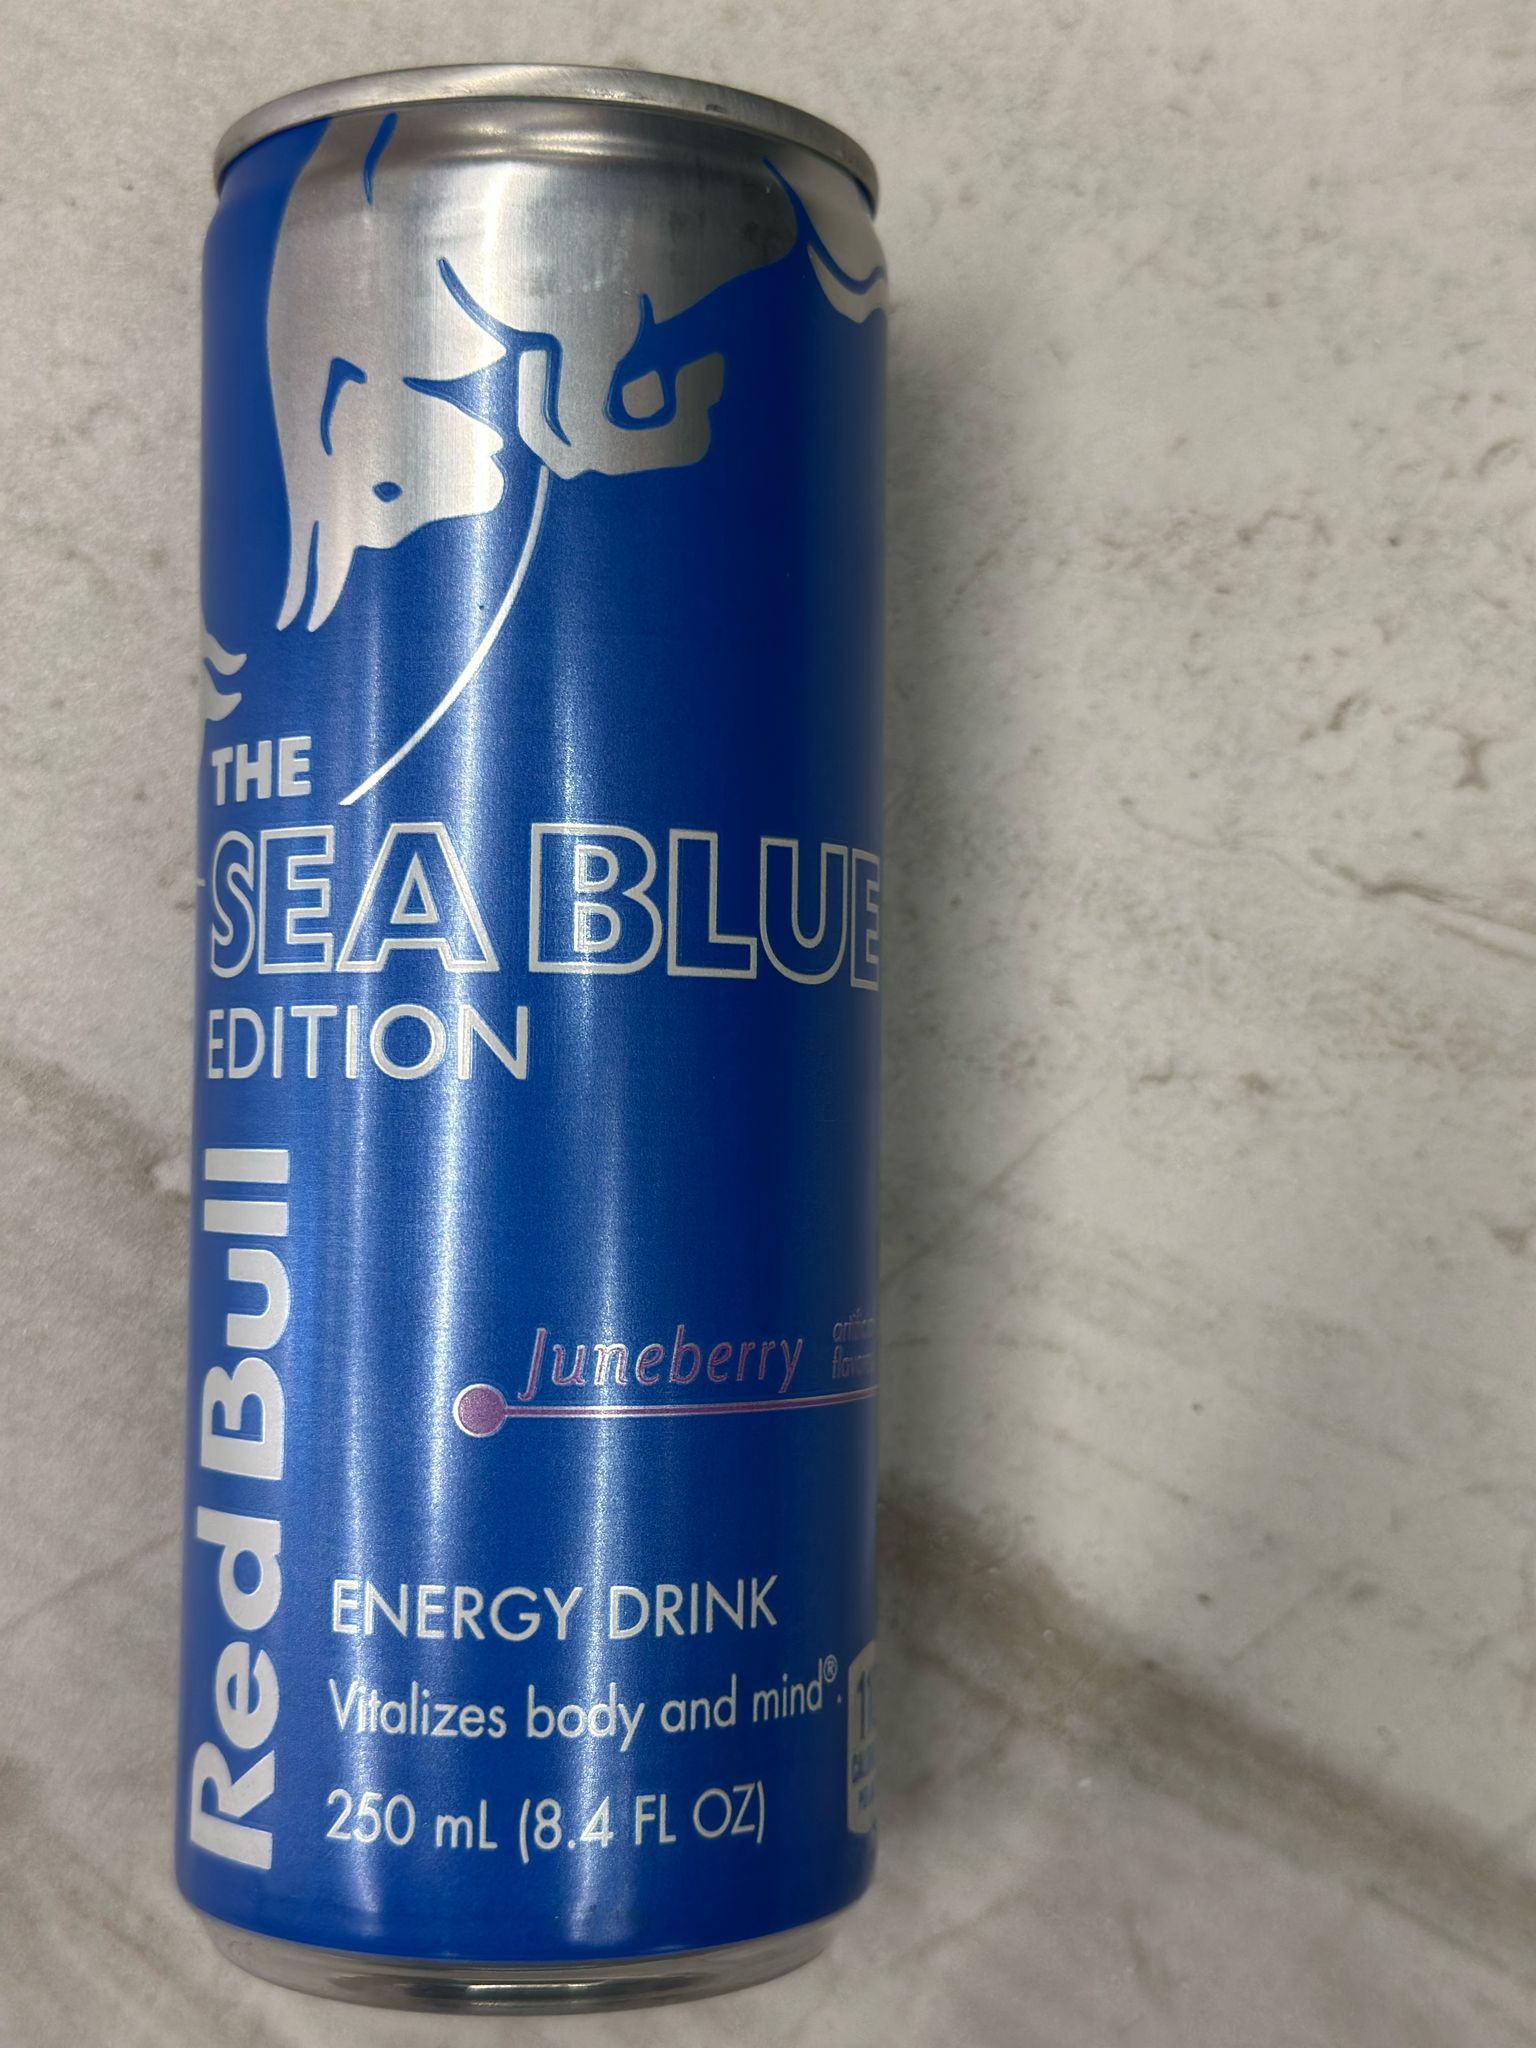 THE
SEA BLUE
EDITION
Red Bull
Juneberry
ENERGY DRINK
Vitalizes body and mind®.
250 mL (8.4 FL OZ)